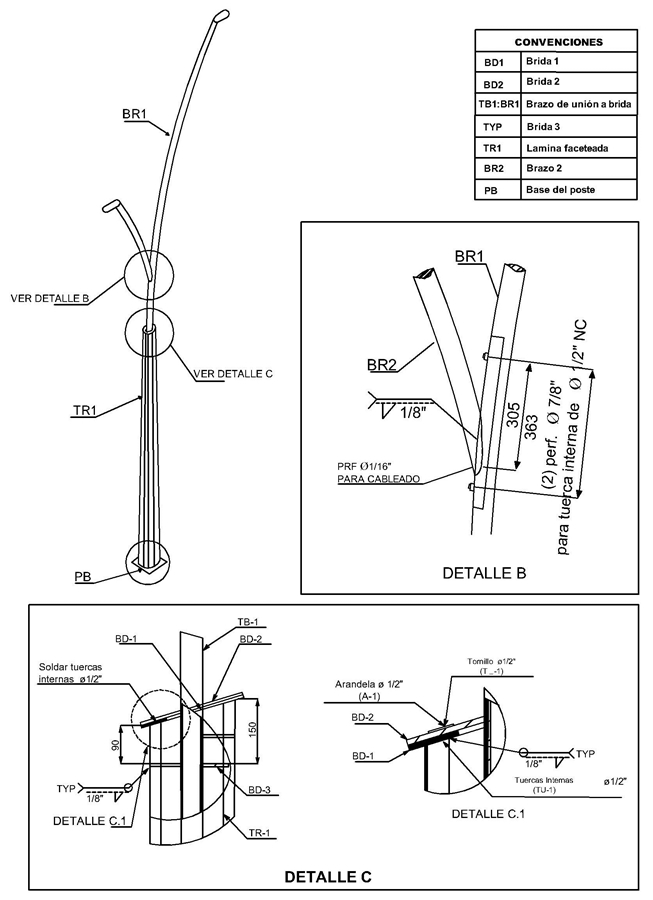 CONVENCIONES
BD1 Brida 1
BD2 Brida 2
TB1:BR1 Brazo de unión a brida
TYP Brida 3
TR1 Lamina faceteada
BR2 Brazo 2
PB Base del poste
BR1
VER DETALLE B
VER DETALLE C
TR1
PB
BR1
BR2
1/8"
PRF Ø1/16"
PARA CABLEADO
305
363
(2) perf. Ø 7/8"
para tuerca interna de Ø 1/2" NC
DETALLE B
TB-1
BD-1
BD-2
Soldar tuercas
internas ø1/2"
90
150
TYP
1/8"
BD-3
DETALLE C.1
TR-1
Tornillo ø1/2"
Arandela ø 1/2"
(A-1)
BD-2
BD-1
TYP
1/8"
Tuercas Internas ø1/2"
(TU-1)
DETALLE C.1
DETALLE C